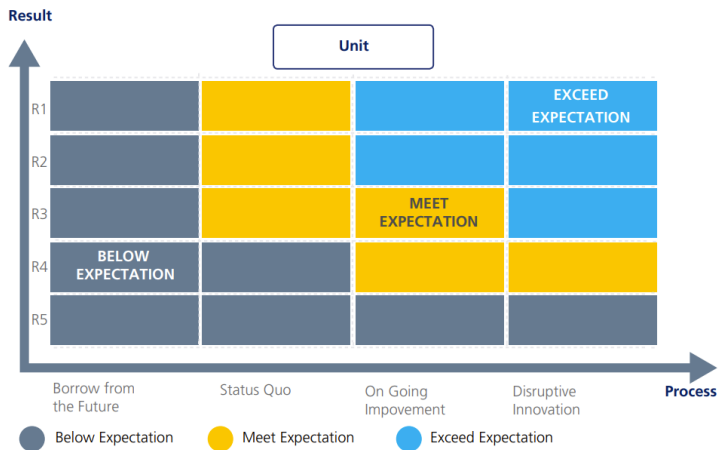 Result
Unit
R1
EXCEED
EXPECTATION
R2
R3
MEET
EXPECTATION
R4
BELOW
EXPECTATION
R5
Borrow from
the Future
Status Quo
On Going
Impovement
Disruptive
Innovation
Process
Below Expectation
Meet Expectation
Exceed Expectation